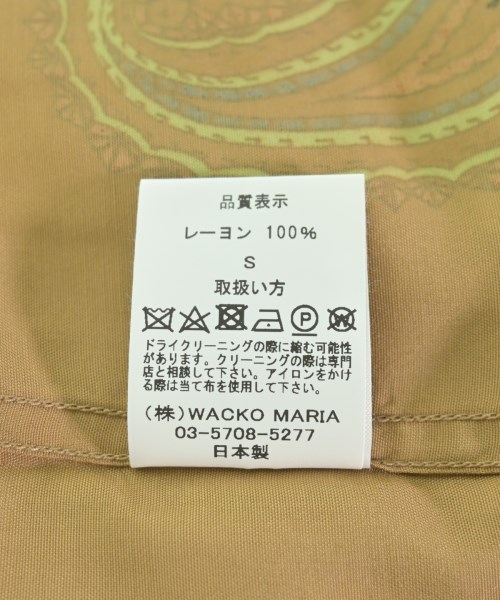 品質表示
レーヨン 100%
S
取扱い方
P W
ドライクリーニングの際に縮む可能性
があります。クリーニングの際は専門
店と相談して下さい。アイロンをかけ
る際は当て布を使用して下さい。
(株)WACKO MARIA
03-5708-5277
日本製